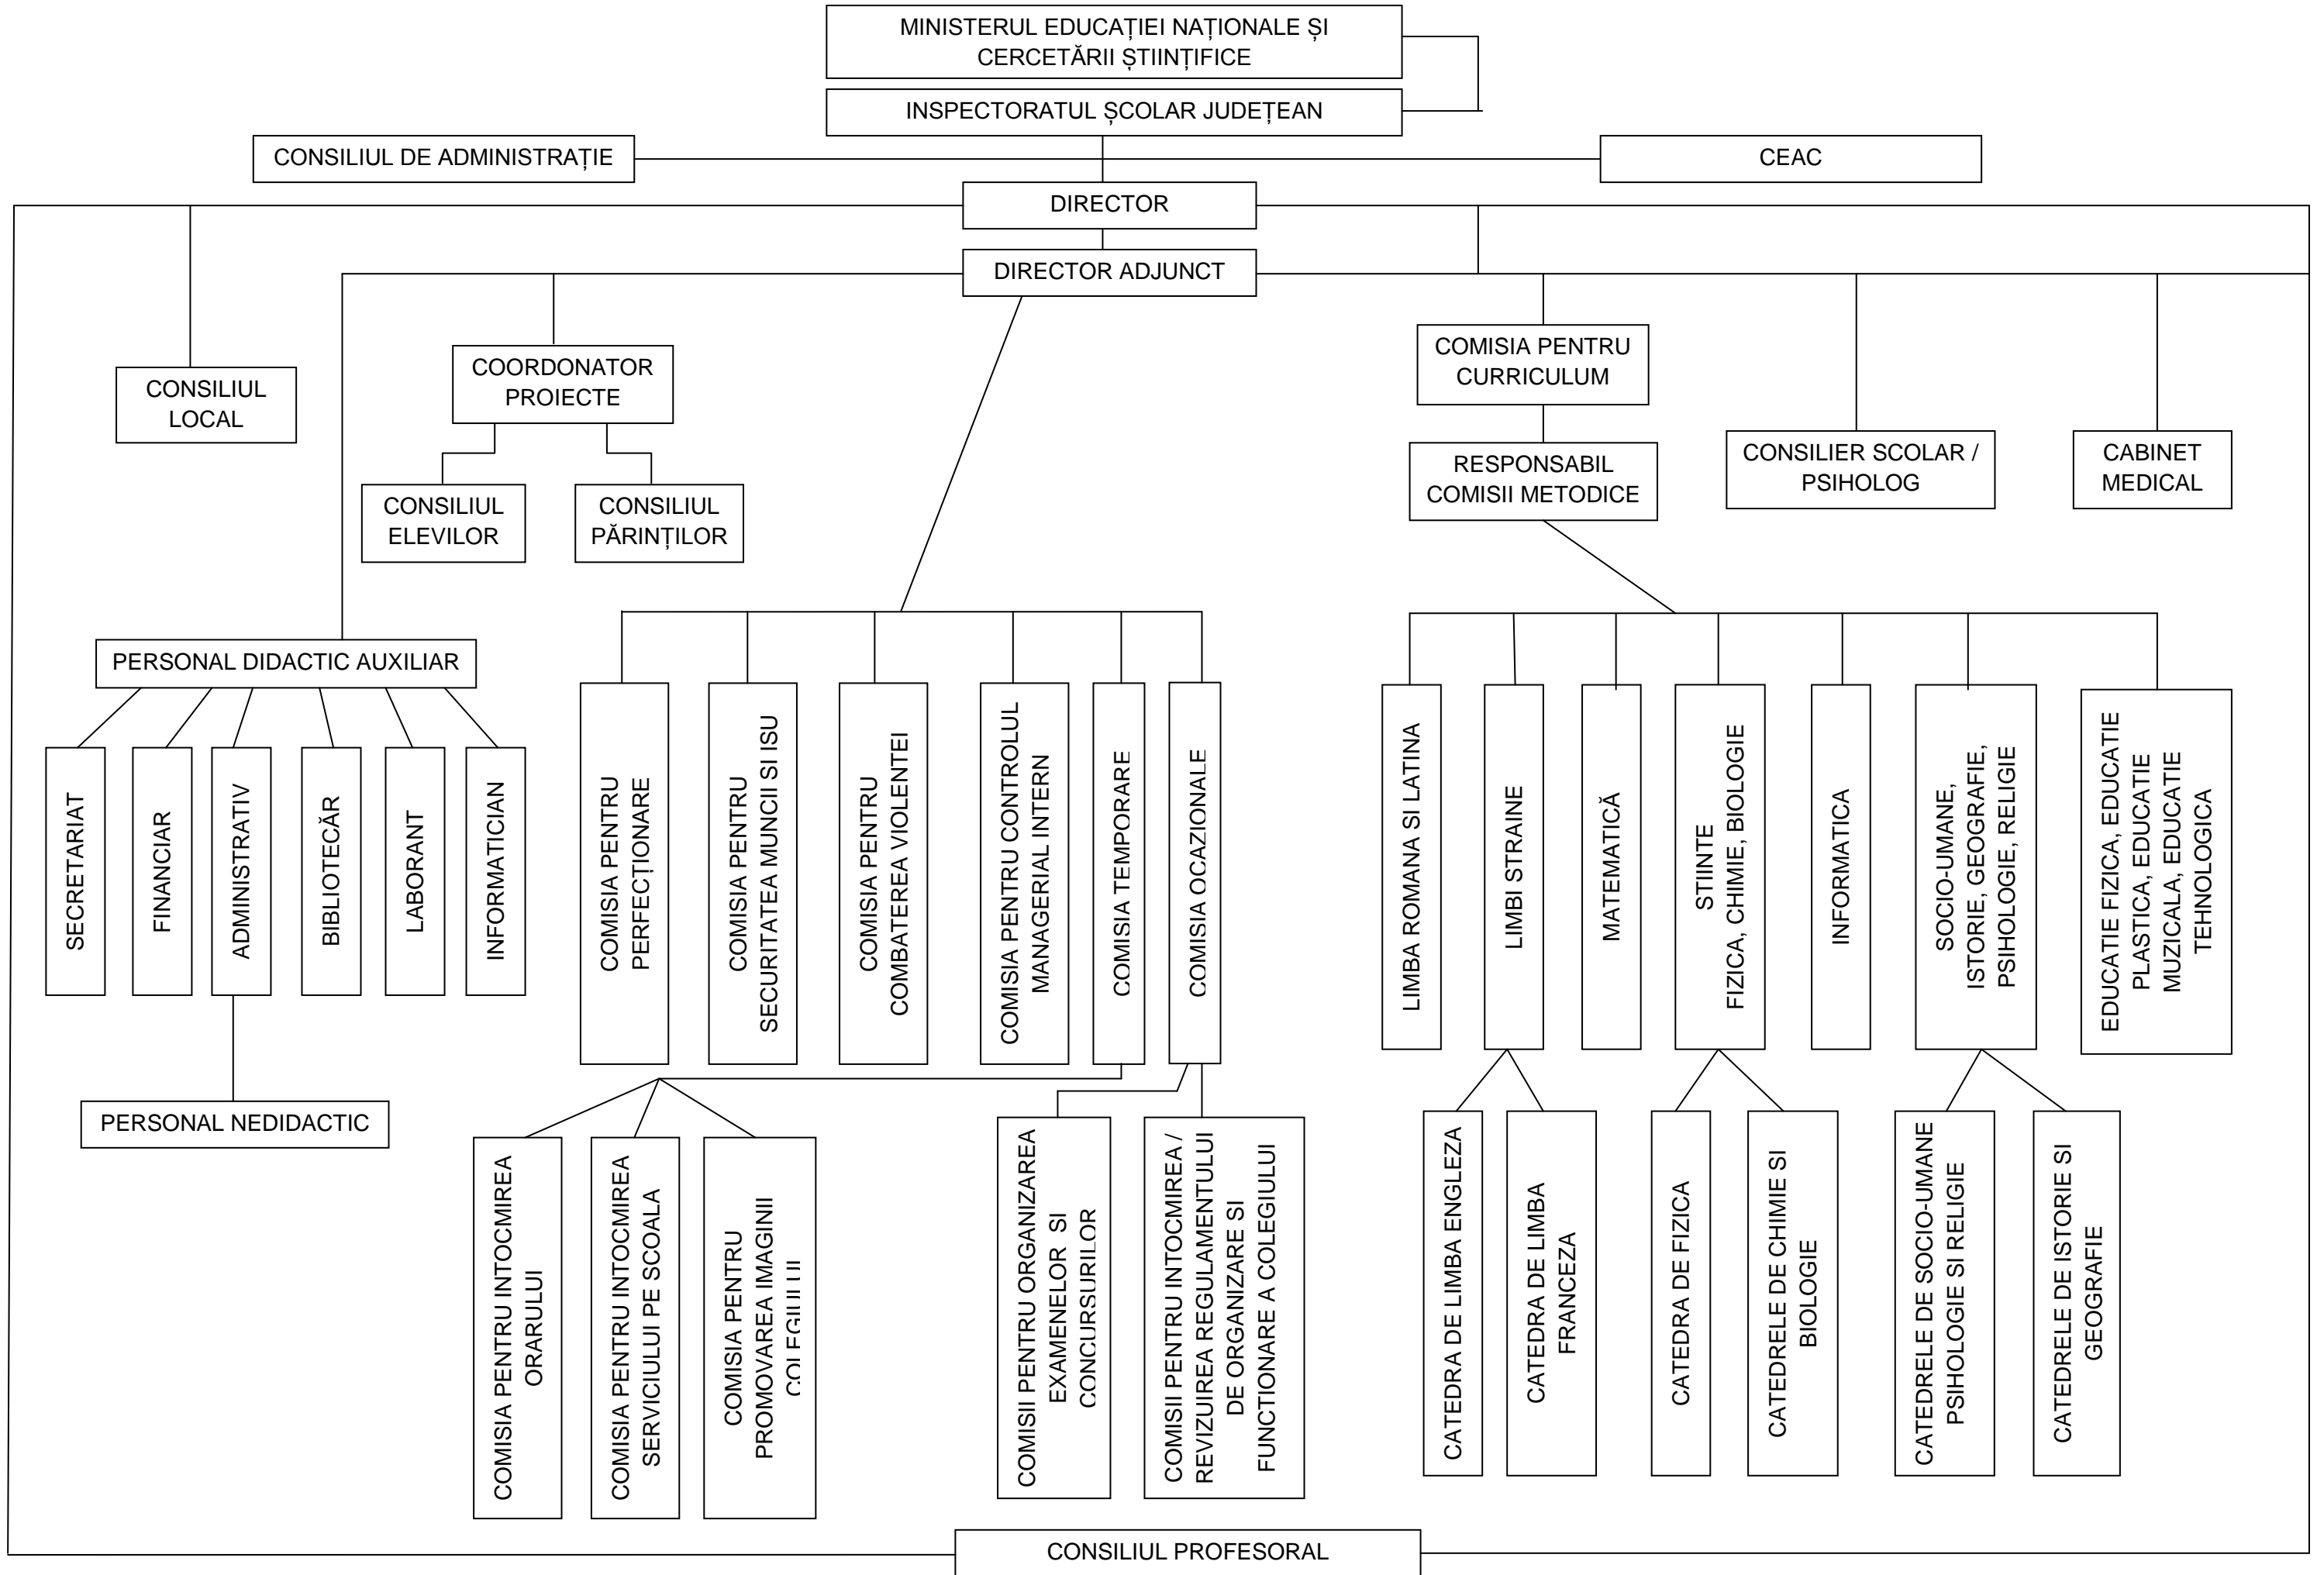 MINISTERUL EDUCAȚIEI NAȚIONALE ȘI
CERCETĂRII ȘTIINȚIFICE
INSPECTORATUL ȘCOLAR JUDEȚEAN
CONSILIUL DE ADMINISTRAȚIE
CEAC
DIRECTOR
DIRECTOR ADJUNCT
CONSILIUL
LOCAL
COORDONATOR
PROIECTE
COMISIA PENTRU
CURRICULUM
CONSILIUL
ELEVILOR
CONSILIUL
PĂRINȚILOR
RESPONSABIL
COMISII METODICE
CONSILIER SCOLAR /
PSIHOLOG
CABINET
MEDICAL
PERSONAL DIDACTIC AUXILIAR
SECRETARIAT
FINANCIAR
ADMINISTRATIV
BIBLIOTECĂR
LABORANT
INFORMATICIAN
PERSONAL NEDIDACTIC
COMISIA PENTRU
PERFECȚIONARE
COMISIA PENTRU
SECURITATEA MUNCII SI ISU
COMISIA PENTRU
COMBATEREA VIOLENTEI
COMISIA PENTRU CONTROLUL
MANAGERIAL INTERN
COMISIA TEMPORARE
COMISIA OCAZIONALE
LIMBA ROMANA SI LATINA
LIMBI STRAINE
MATEMATICĂ
STIINTE
FIZICA, CHIMIE, BIOLOGIE
INFORMATICA
SOCIO-UMANE,
ISTORIE, GEOGRAFIE,
PSIHOLOGIE, RELIGIE
EDUCATIE FIZICA, EDUCATIE
PLASTICA, EDUCATIE
MUZICALA, EDUCATIE
TEHNOLOGICA
COMISIA PENTRU INTOCMIREA
ORARULUI
COMISIA PENTRU INTOCMIREA
SERVICIULUI PE SCOALA
COMISIA PENTRU
PROMOVAREA IMAGINII
COLEGIULUI
COMISII PENTRU ORGANIZAREA
EXAMENELOR SI
CONCURSURILOR
COMISII PENTRU INTOCMIREA /
REVIZUIREA REGULAMENTULUI
DE ORGANIZARE SI
FUNCTIONARE A COLEGIULUI
CATEDRA DE LIMBA ENGLEZA
CATEDRA DE LIMBA
FRANCEZA
CATEDRA DE FIZICA
CATEDRELE DE CHIMIE SI
BIOLOGIE
CATEDRELE DE SOCIO-UMANE
PSIHOLOGIE SI RELIGIE
CATEDRELE DE ISTORIE SI
GEOGRAFIE
CONSILIUL PROFESORAL